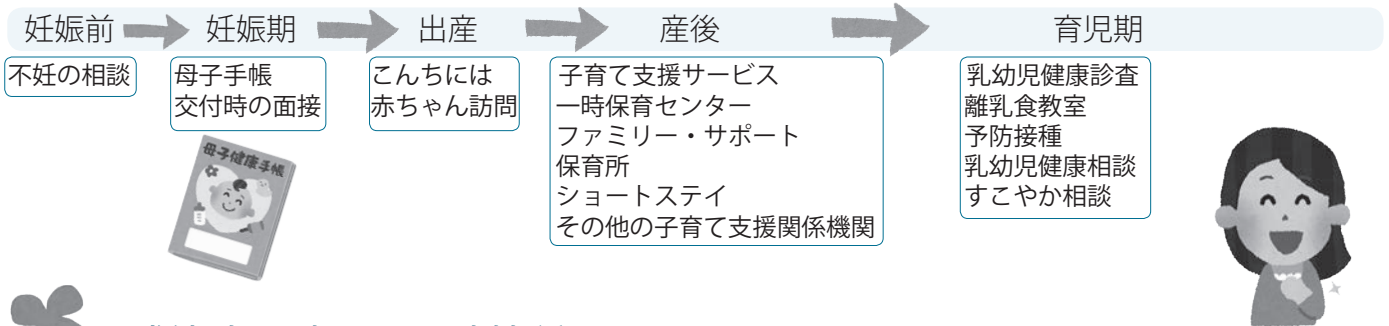 妊娠前 妊娠期 出産 産後 育児期
不妊の相談
母子手帳
交付時の面接
こんちには
赤ちゃん訪問
子育て支援サービス
一時保育センター
ファミリー・サポート
保育所
ショートステイ
その他の子育て支援関係機関
乳幼児健康診査
離乳食教室
予防接種
乳幼児健康相談
すこやか相談
母子健康手帳